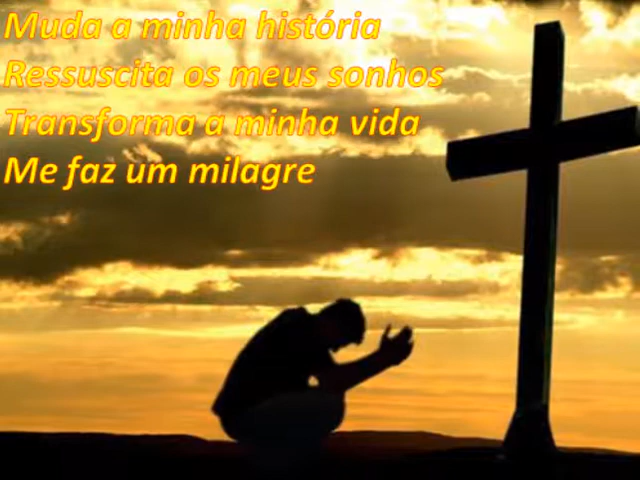 Muda a minha história
Ressuscita os meus sonhos
Transforma a minha vida
Me faz um milagre